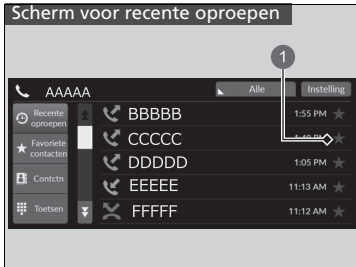 Scherm voor recente oproepen
1
AAAAA
Alle
Instelling
Recente
oproepen
BBBBB
1:55 PM
Favoriete
contacten
CCCCC
DDDDD
1:05 PM
Contctn
EEEEE
11:13 AM
Toetsen
FFFFF
11:12 AM